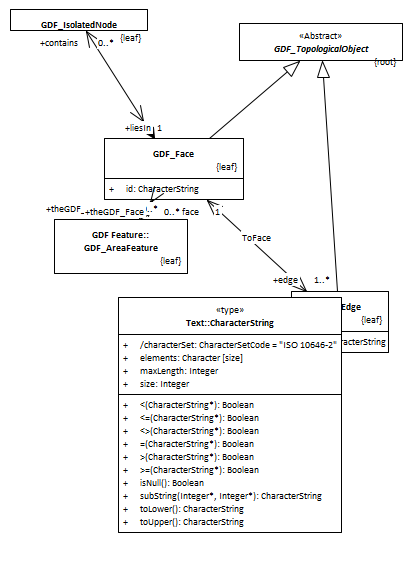 GDF_IsolatedNode
{leaf}
+contains 0..*
«Abstract»
GDF_TopologicalObject
{root}
+liesIn 1
GDF_Face
{leaf}
+ id: CharacterString
+theGDF_ +theGDF_Face ..* 0..* face 1
GDF Feature::
GDF_AreaFeature
{leaf}
ToFace
+edge 1..*
Edge
{leaf}
racterString
«type»
Text::CharacterString
+ /characterSet: CharacterSetCode = "ISO 10646-2"
+ elements: Character [size]
+ maxLength: Integer
+ size: Integer
+ <(CharacterString*): Boolean
+ <=(CharacterString*): Boolean
+ <>(CharacterString*): Boolean
+ =(CharacterString*): Boolean
+ >(CharacterString*): Boolean
+ >=(CharacterString*): Boolean
+ isNull(): Boolean
+ subString(Integer*, Integer*): CharacterString
+ toLower(): CharacterString
+ toUpper(): CharacterString